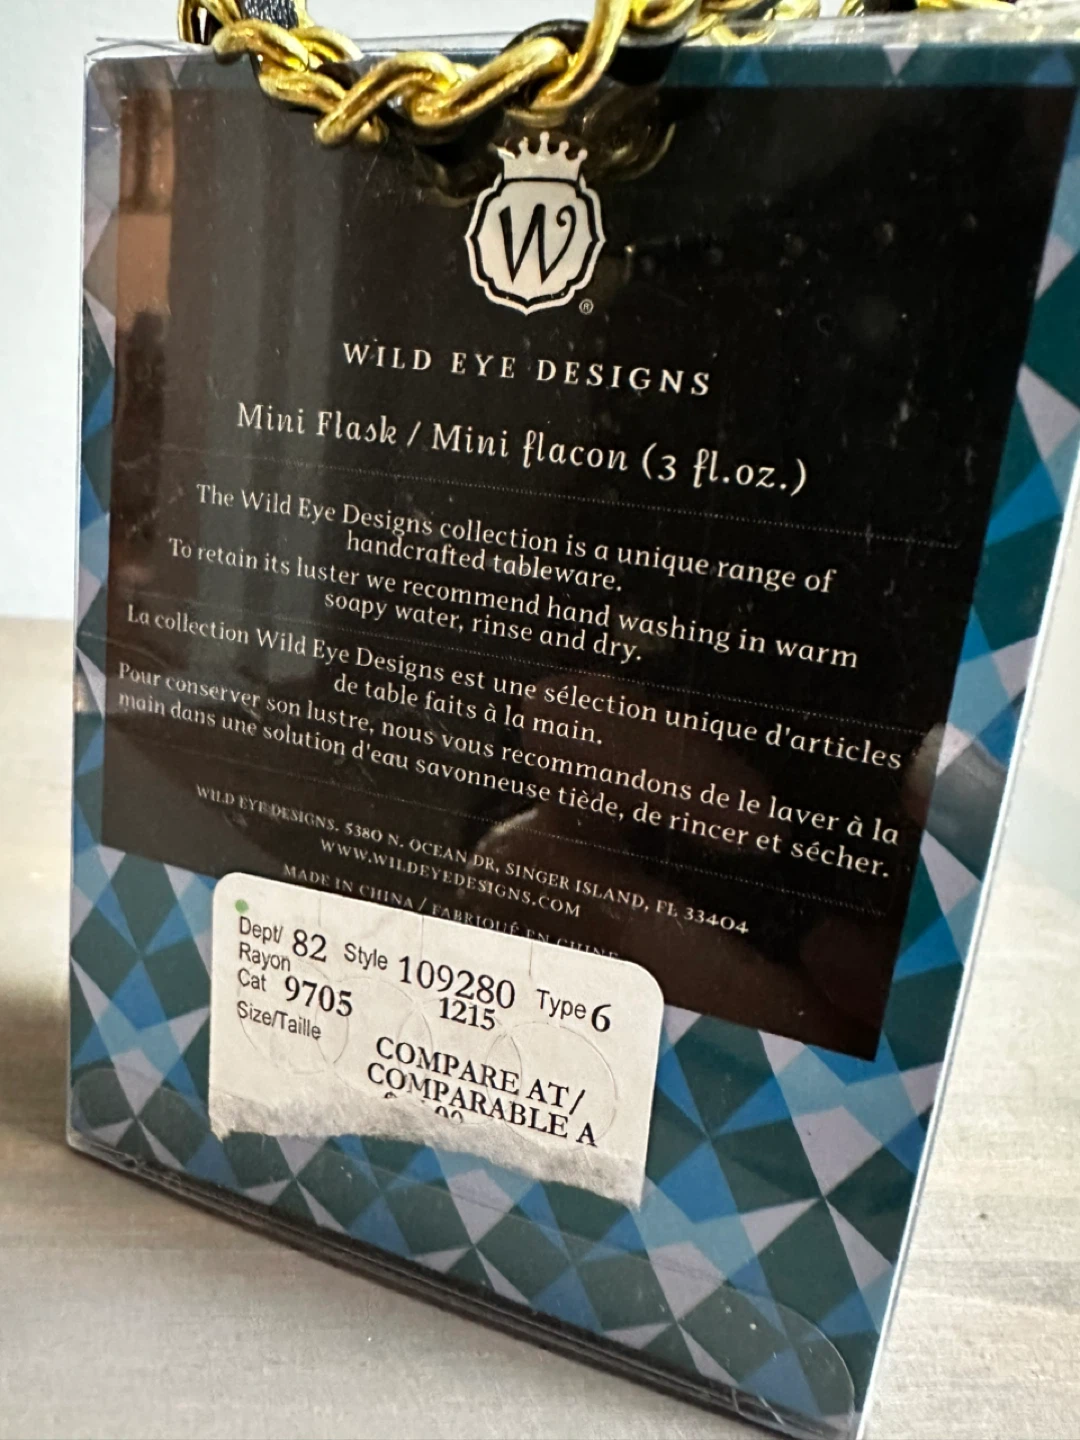 W
®
WILD EYE DESIGNS
Mini Flask / Mini flacon (3 fl.oz.)
The Wild Eye Designs collection is a unique range of
handcrafted tableware.
To retain its luster we recommend hand washing in warm
soapy water, rinse and dry.
La collection Wild Eye Designs est une sélection unique d'articles
de table faits à la main.
Pour conserver son lustre, nous vous recommandons de le laver à la
main dans une solution d'eau savonneuse tiède, de rincer et sécher.
WILD EYE DESIGNS, 5380 N. OCEAN DR, SINGER ISLAND, FL 33404
WWW.WILDEYEDESIGNS.COM
MADE IN CHINA / FABRIQUÉ EN CHINE
Dept/ 82 Style 109280 Type 6
Rayon 1215
Cat 9705
Size/Taille
COMPARE AT/
COMPARABLE A